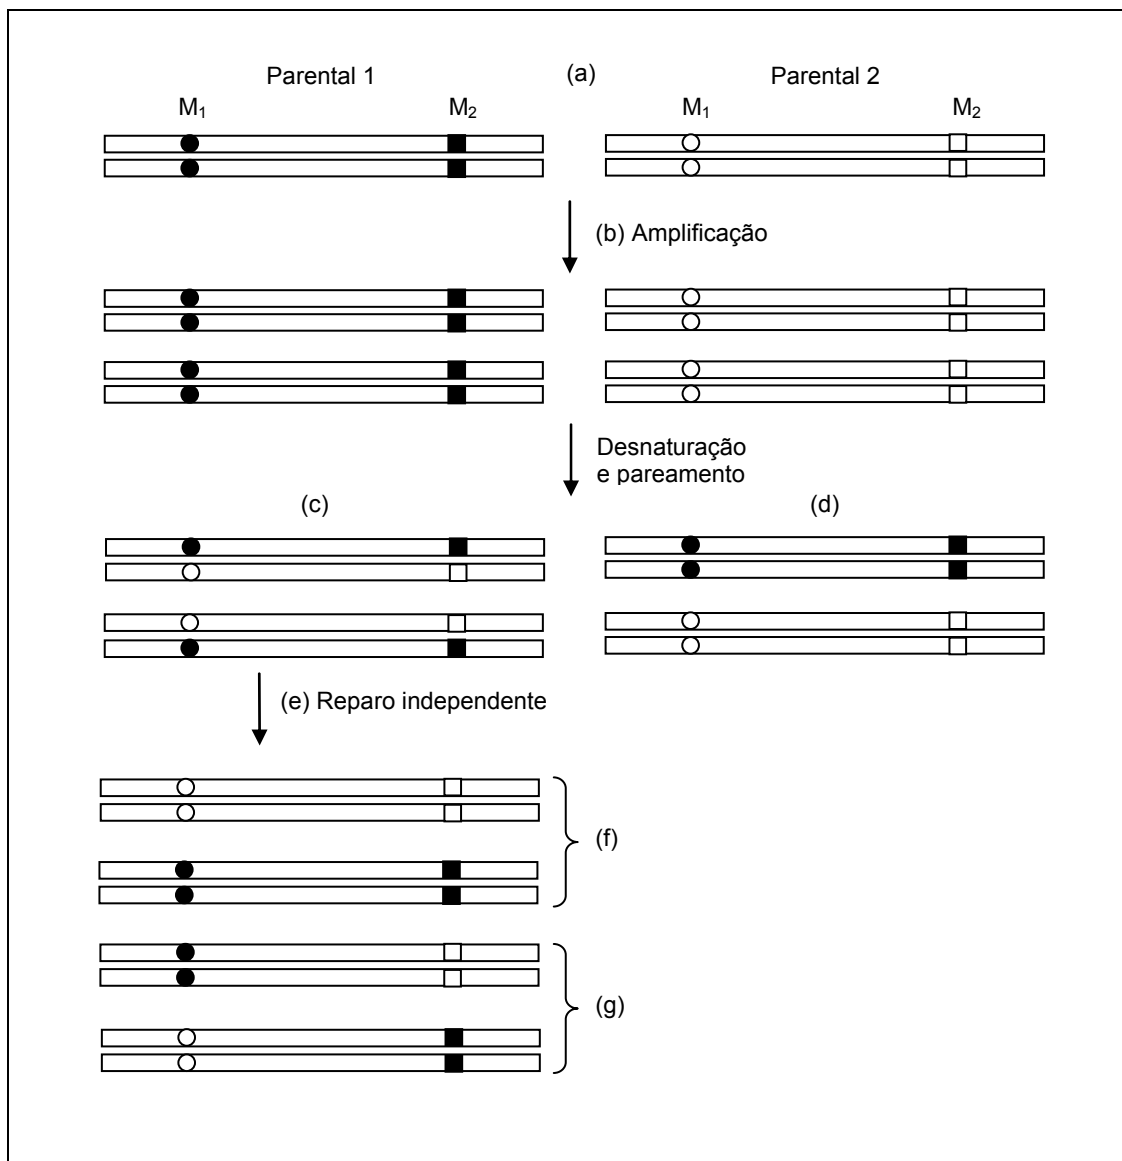 Parental 1 (a) Parental 2
M₁ M₂ M₁ M₂
(b) Amplificação
Desnaturação
e pareamento
(c) (d)
(e) Reparo independente
(f)
(g)